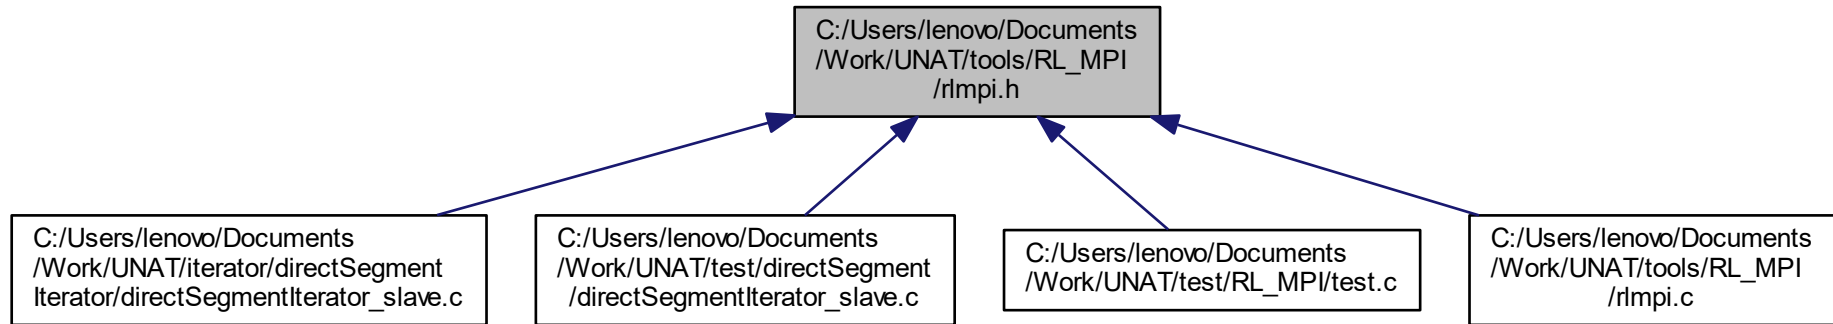 C:/Users/lenovo/Documents
/Work/UNAT/tools/RL_MPI
/rlmpi.h
C:/Users/lenovo/Documents
/Work/UNAT/iterator/directSegment
Iterator/directSegmentIterator_slave.c
C:/Users/lenovo/Documents
/Work/UNAT/test/directSegment
/directSegmentIterator_slave.c
C:/Users/lenovo/Documents
/Work/UNAT/test/RL_MPI/test.c
C:/Users/lenovo/Documents
/Work/UNAT/tools/RL_MPI
/rlmpi.c